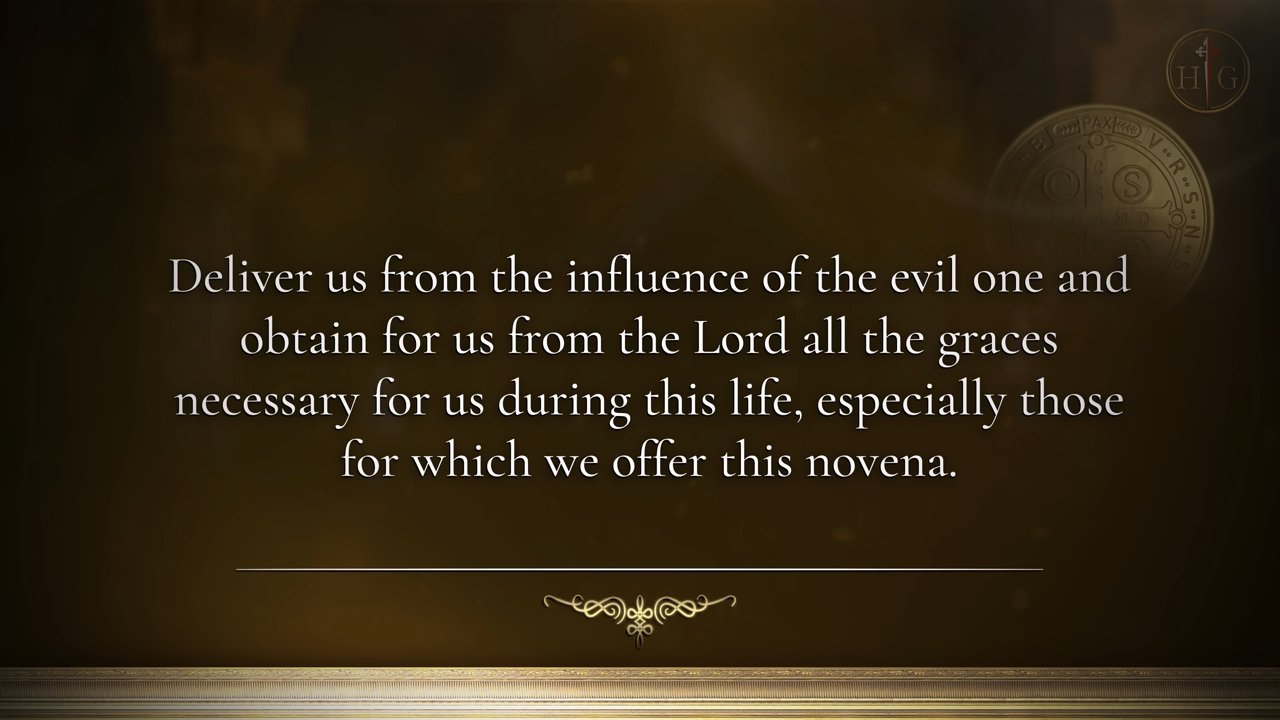 H G
PAX
V R S N S
C S
Deliver us from the influence of the evil one and
obtain for us from the Lord all the graces
necessary for us during this life, especially those
for which we offer this novena.